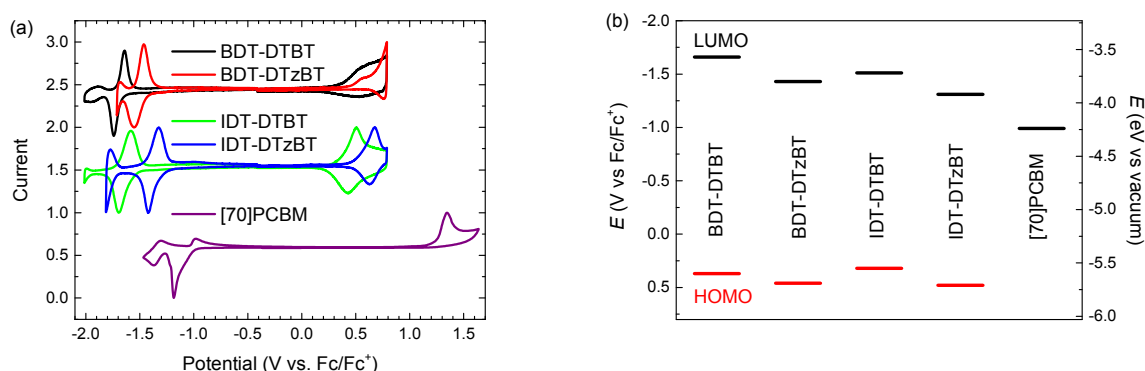 (a)
3.0
2.5
2.0
1.5
1.0
0.5
0.0
Current
BDT-DTBT
BDT-DTzBT
IDT-DTBT
IDT-DTzBT
[70]PCBM
-2.0 -1.5 -1.0 -0.5 0.0 0.5 1.0 1.5
Potential (V vs. Fc/Fc⁺)
(b)
-2.0
-1.5
-1.0
-0.5
0.0
0.5
E (V vs Fc/Fc⁺)
LUMO
BDT-DTBT
BDT-DTzBT
IDT-DTBT
IDT-DTzBT
[70]PCBM
HOMO
-3.5
-4.0
-4.5
-5.0
-5.5
-6.0
E (eV vs vacuum)